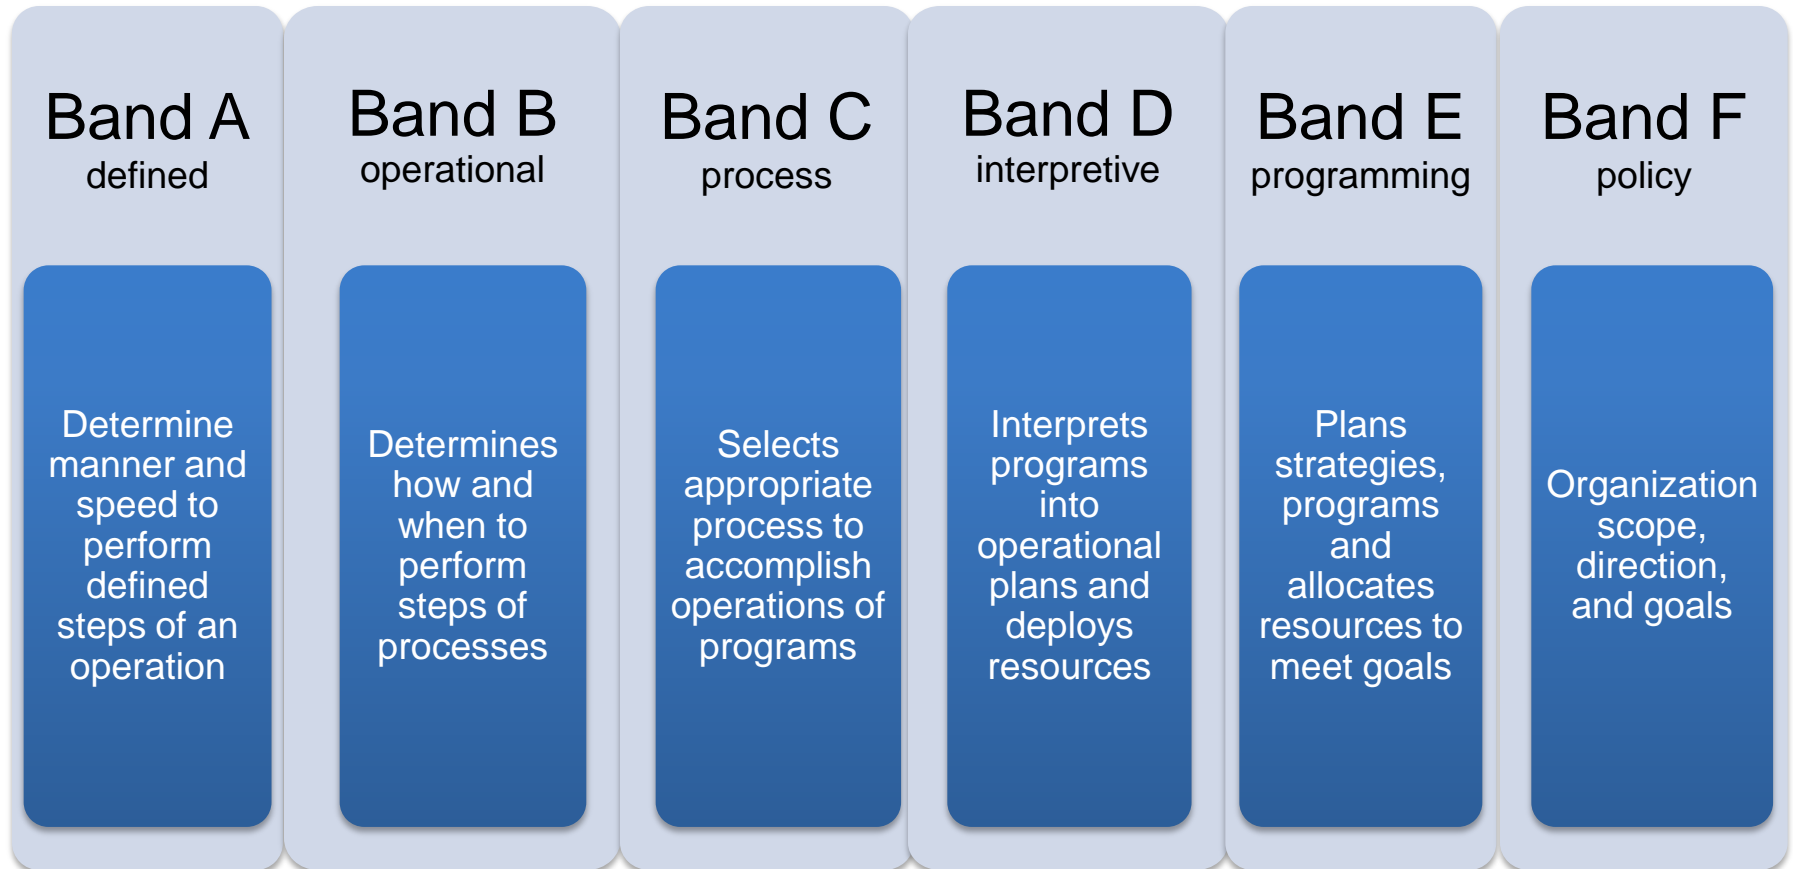 Band A
defined
Determine
manner and
speed to
perform
defined
steps of an
operation
Band B
operational
Determines
how and
when to
perform
steps of
processes
Band C
process
Selects
appropriate
process to
accomplish
operations of
programs
Band D
interpretive
Interprets
programs
into
operational
plans and
deploys
resources
Band E
programming
Plans
strategies,
programs
and
allocates
resources to
meet goals
Band F
policy
Organization
scope,
direction,
and goals